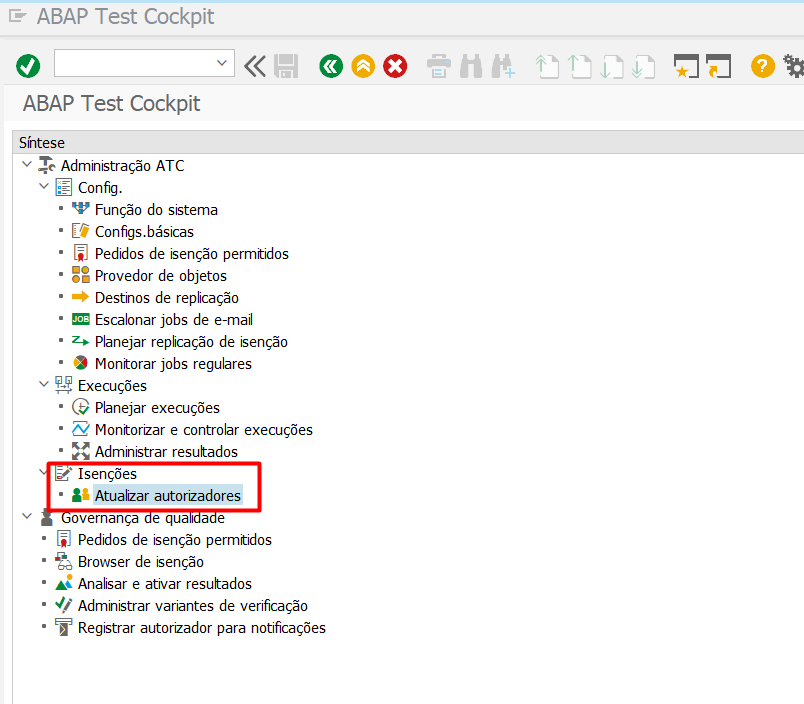 ABAP Test Cockpit
ABAP Test Cockpit
Síntese
Administração ATC
Config.
Função do sistema
Configs.básicas
Pedidos de isenção permitidos
Provedor de objetos
Destinos de replicação
JOB Escalonar jobs de e-mail
Planejar replicação de isenção
Monitorar jobs regulares
Execuções
Planejar execuções
Monitorizar e controlar execuções
Administrar resultados
Isenções
Atualizar autorizadores
Governança de qualidade
Pedidos de isenção permitidos
Browser de isenção
Analisar e ativar resultados
Administrar variantes de verificação
Registrar autorizador para notificações